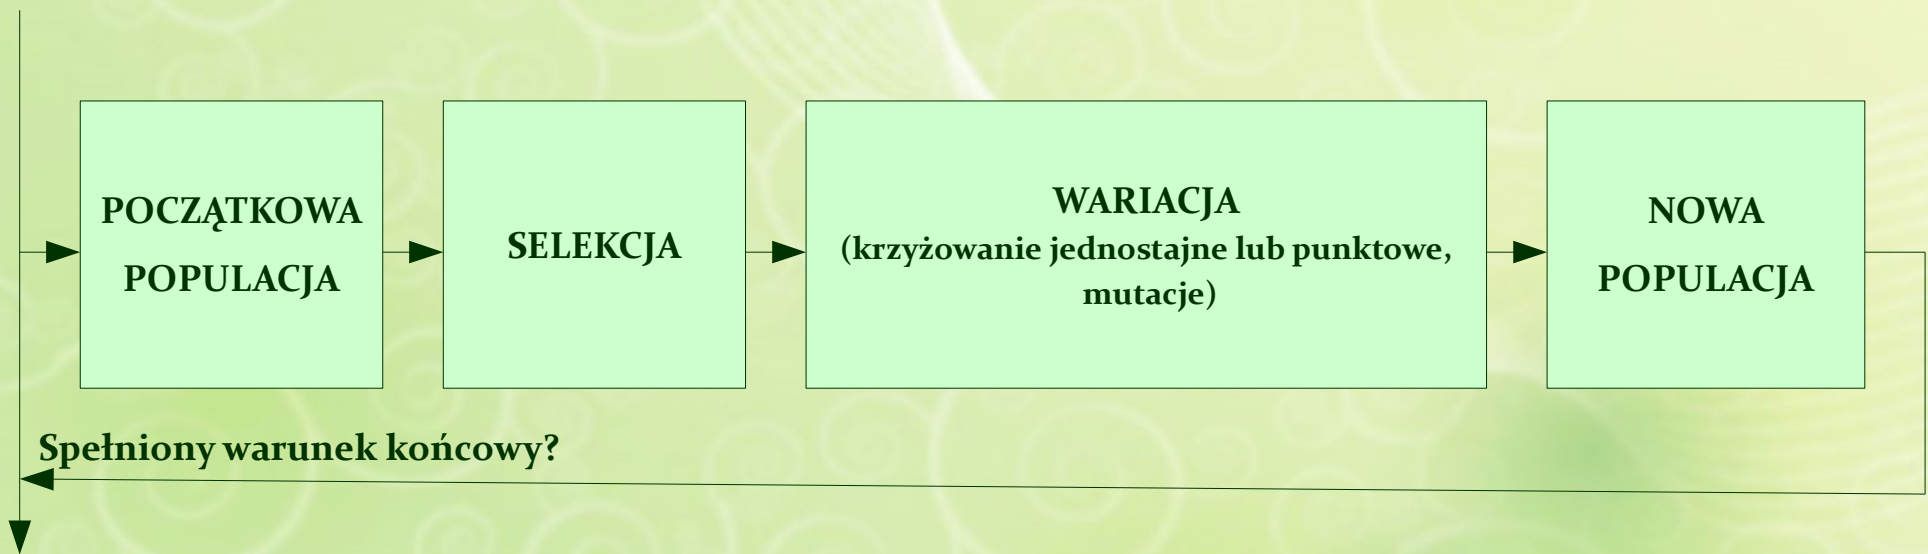 POCZĄTKOWA
POPULACJA
SELEKCJA
WARIACJA
(krzyżowanie jednostajne lub punktowe,
mutacje)
NOWA
POPULACJA
Spełniony warunek końcowy?